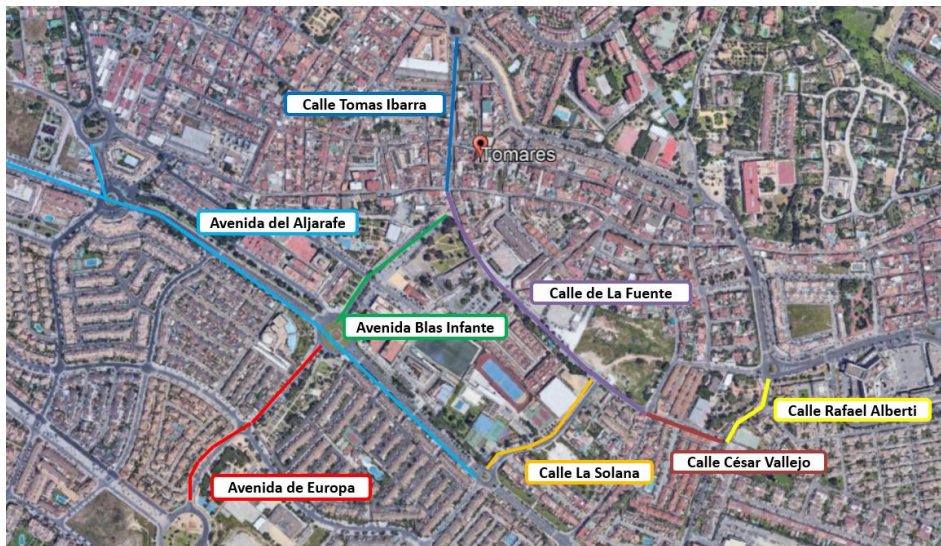 Calle Tomas Ibarra
Tomares
Avenida del Aljarafe
Calle de La Fuente
Avenida Blas Infante
Calle Rafael Alberti
Calle César Vallejo
Calle La Solana
Avenida de Europa